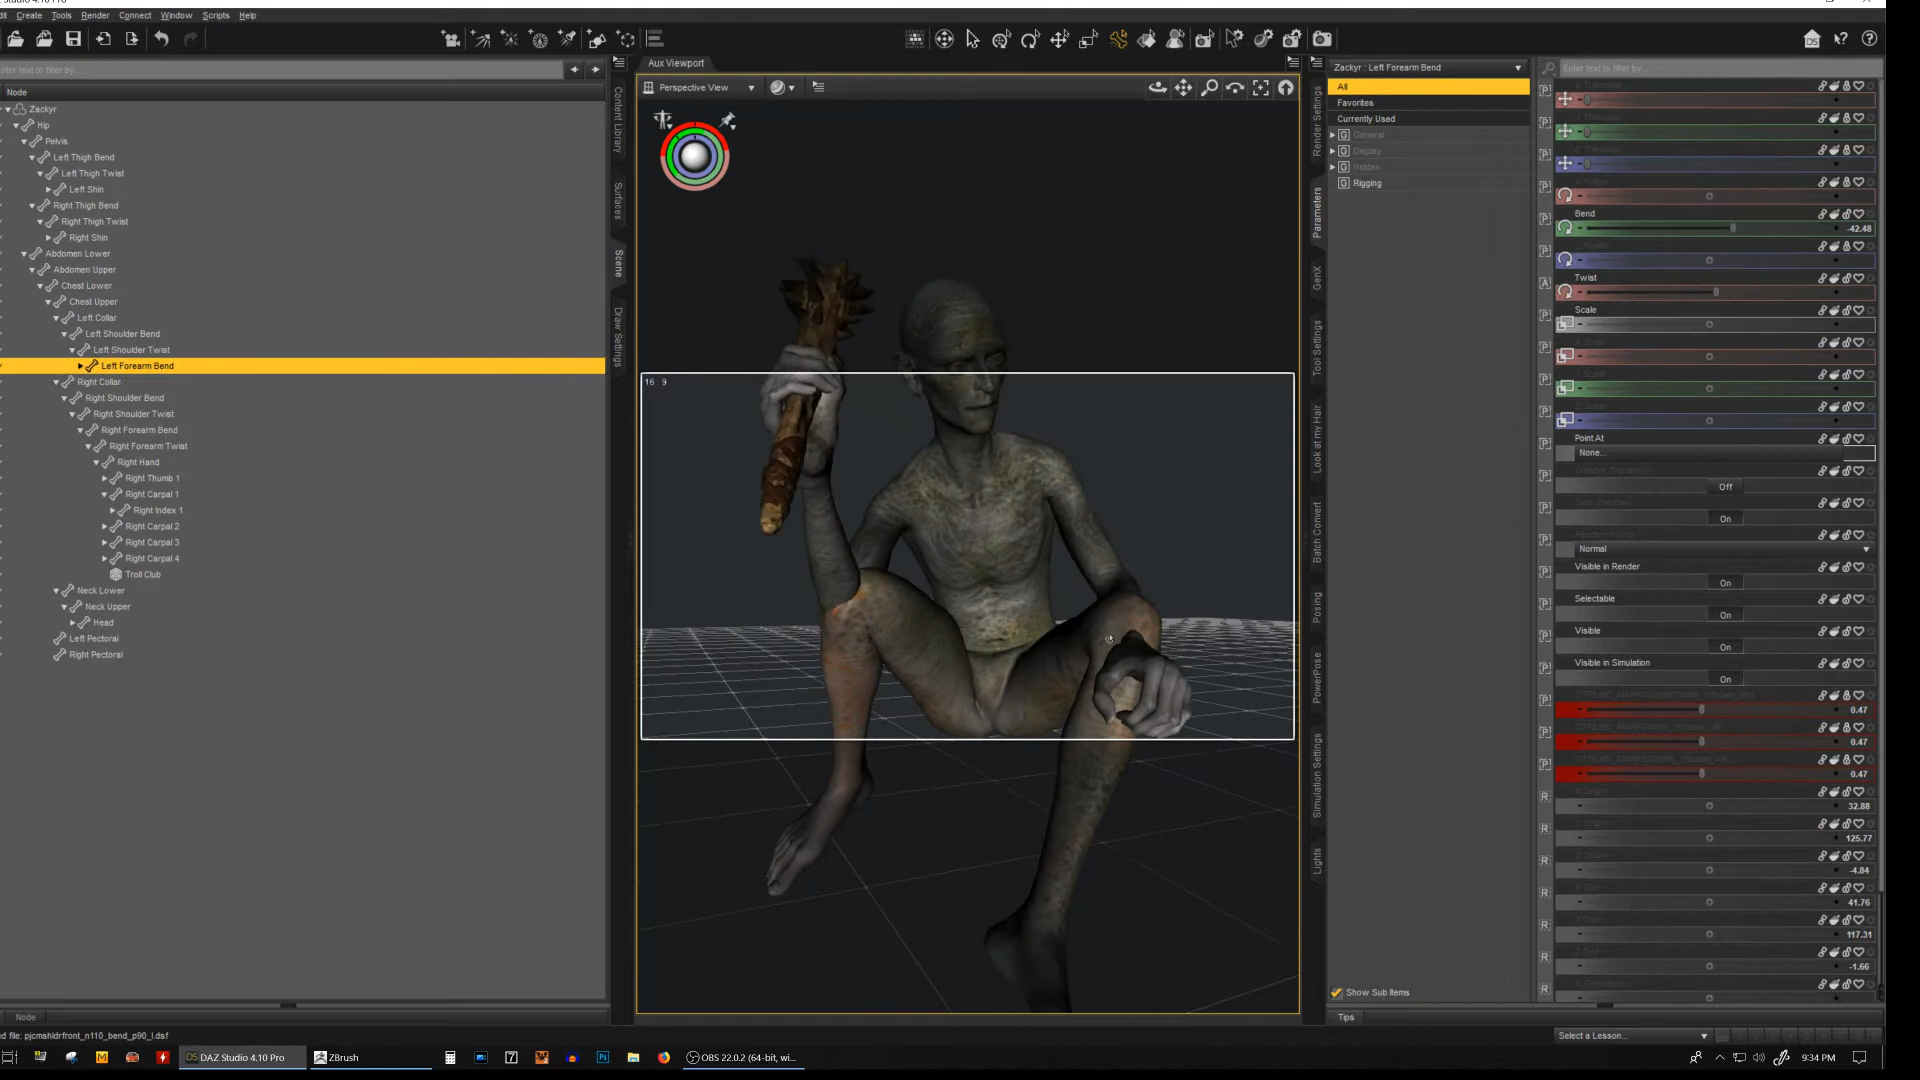 Create Tools Render Connect Window Scripts Help
Aux Viewport
Perspective View
16 : 9
Node
Zackyr
Hip
Pelvis
Left Thigh Bend
Left Thigh Twist
Left Shin
Right Thigh Bend
Right Thigh Twist
Right Shin
Abdomen Lower
Abdomen Upper
Chest Lower
Chest Upper
Left Collar
Left Shoulder Bend
Left Shoulder Twist
Left Forearm Bend
Right Collar
Right Shoulder Bend
Right Shoulder Twist
Right Forearm Bend
Right Forearm Twist
Right Hand
Right Thumb 1
Right Carpal 1
Right Index 1
Right Carpal 2
Right Carpal 3
Right Carpal 4
Troll Club
Neck Lower
Neck Upper
Head
Left Pectoral
Right Pectoral
Node
Content Library
Surfaces
Scene
Draw Settings
Render Settings
Parameters
GenX
Tool Settings
Look at my Hair
Batch Convert
Posing
PowerPose
Simulation Settings
Lights
Zackyr : Left Forearm Bend
All
Favorites
Currently Used
General
Display
Hidden
Rigging
Show Sub Items
Tips
Enter text to filter by...
Bend
-42.48
Twist
Scale
Point At
None...
Off
On
Normal
Visible in Render
On
Selectable
On
Visible
On
Visible in Simulation
On
0.47
0.47
0.47
32.88
125.77
-4.84
41.76
117.31
-1.66
Select a Lesson...
file: pjcmshldrfront_n110_bend_p90_l.dsf
DAZ Studio 4.10 Pro
ZBrush
OBS 22.0.2 (64-bit, wi...
9:34 PM